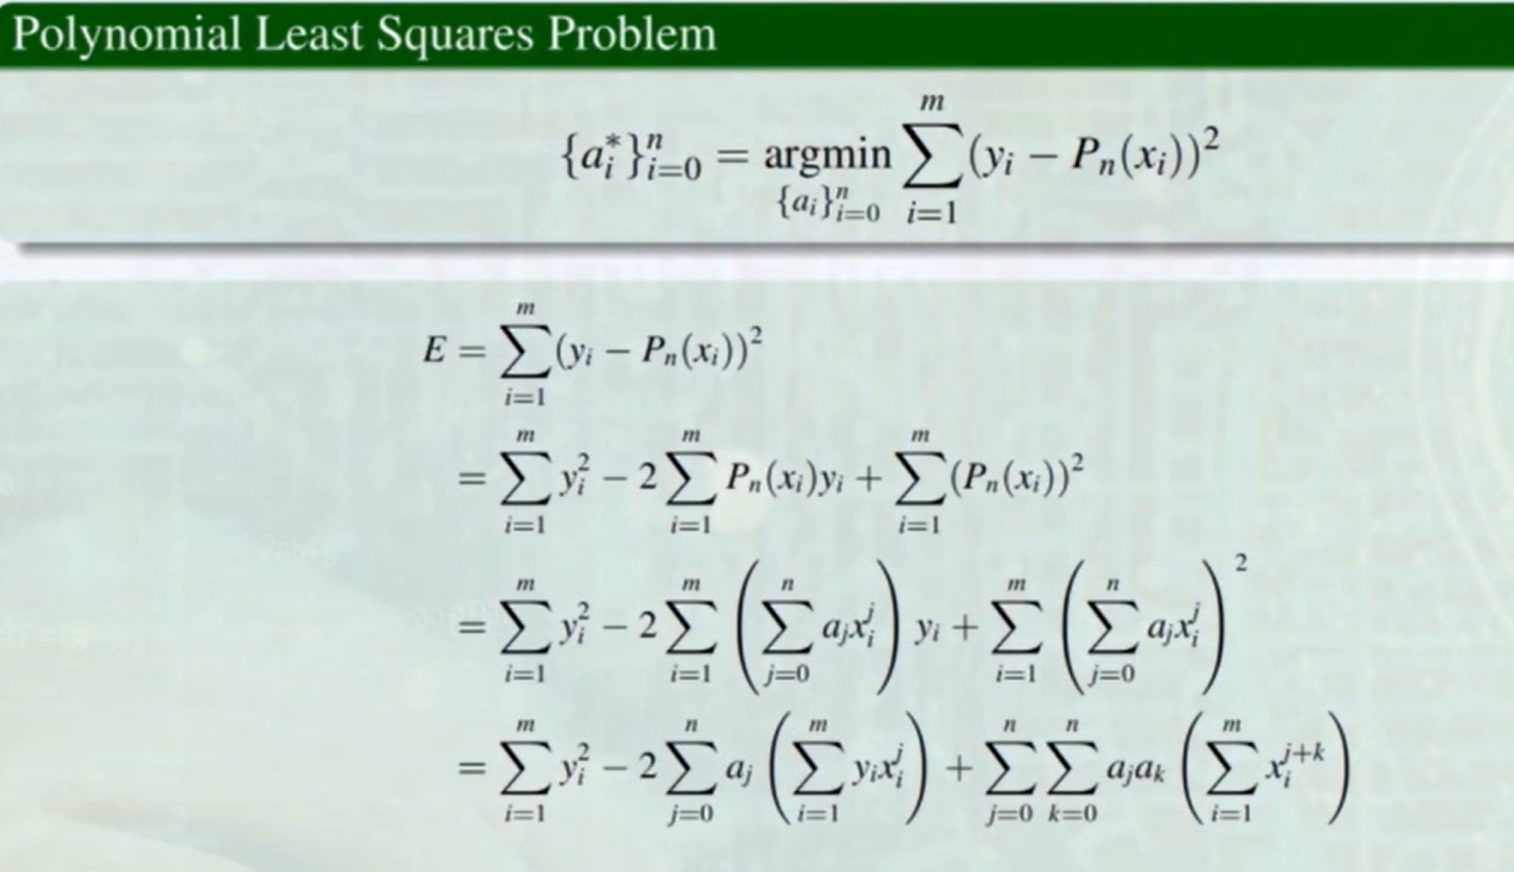 Polynomial Least Squares Problem
$\{a_i^*\}_{i=0}^n = \underset{\{a_i\}_{i=0}^n}{\operatorname{argmin}} \sum_{i=1}^{m} (y_i - P_n(x_i))^2$
$E = \sum_{i=1}^{m} (y_i - P_n(x_i))^2$
$= \sum_{i=1}^{m} y_i^2 - 2 \sum_{i=1}^{m} P_n(x_i) y_i + \sum_{i=1}^{m} (P_n(x_i))^2$
$= \sum_{i=1}^{m} y_i^2 - 2 \sum_{i=1}^{m} \left( \sum_{j=0}^{n} a_j x_i^j \right) y_i + \sum_{i=1}^{m} \left( \sum_{j=0}^{n} a_j x_i^j \right)^2$
$= \sum_{i=1}^{m} y_i^2 - 2 \sum_{j=0}^{n} a_j \left( \sum_{i=1}^{m} y_i x_i^j \right) + \sum_{j=0}^{n} \sum_{k=0}^{n} a_j a_k \left( \sum_{i=1}^{m} x_i^{j+k} \right)$